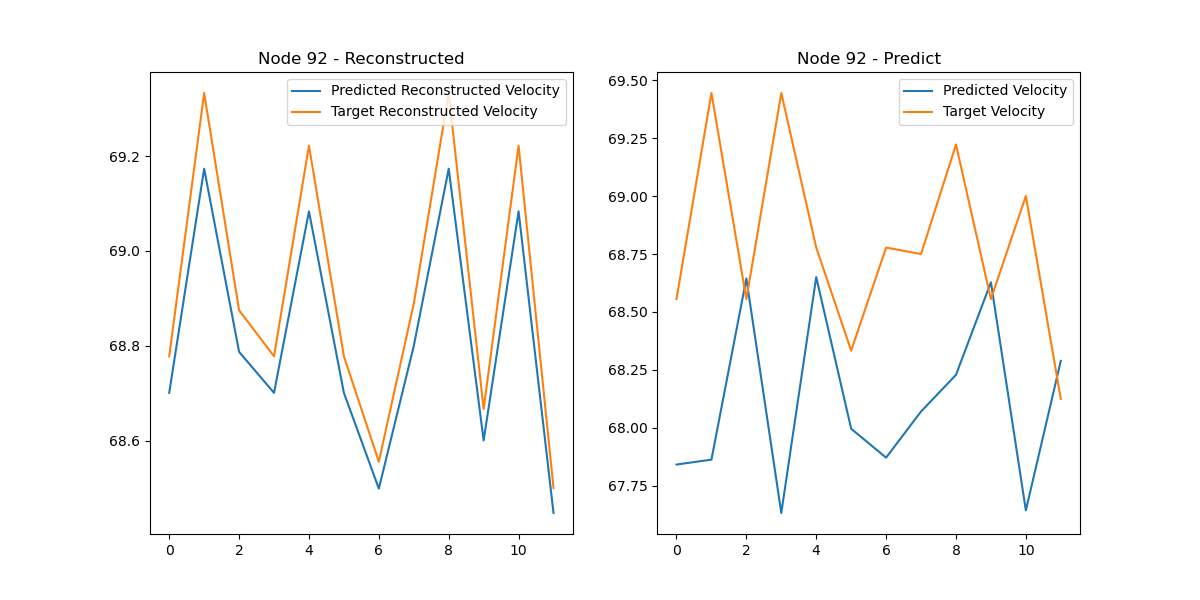 Node 92 - Reconstructed
Predicted Reconstructed Velocity
Target Reconstructed Velocity
69.2
69.0
68.8
68.6
0 2 4 6 8 10
Node 92 - Predict
Predicted Velocity
Target Velocity
69.50
69.25
69.00
68.75
68.50
68.25
68.00
67.75
0 2 4 6 8 10